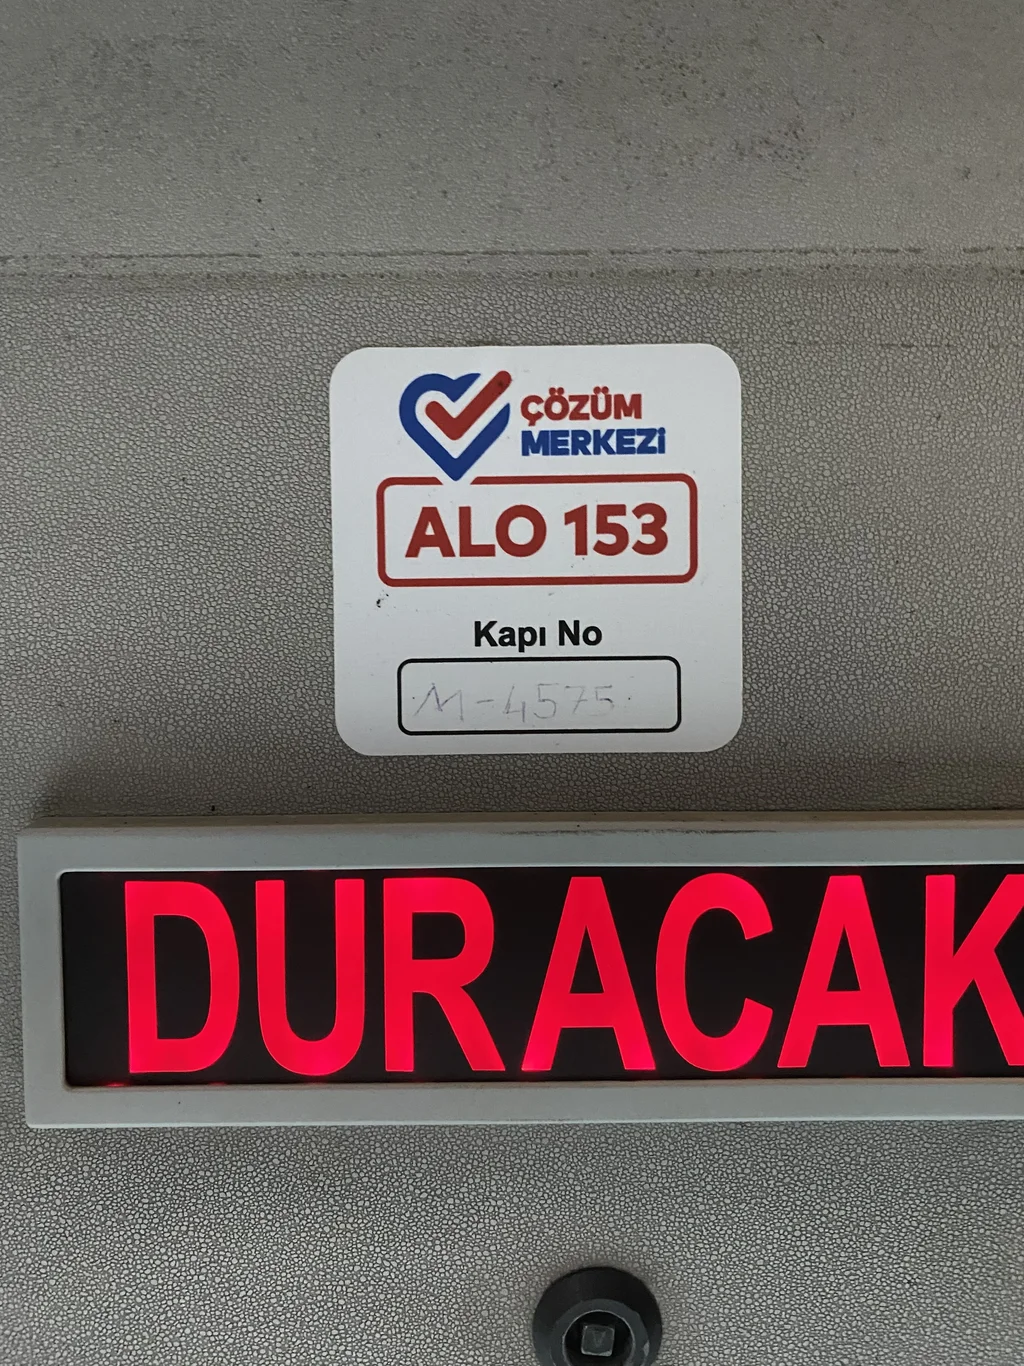 ÇÖZÜM
MERKEZİ
ALO 153
Kapı No
M-4575
DURACAK